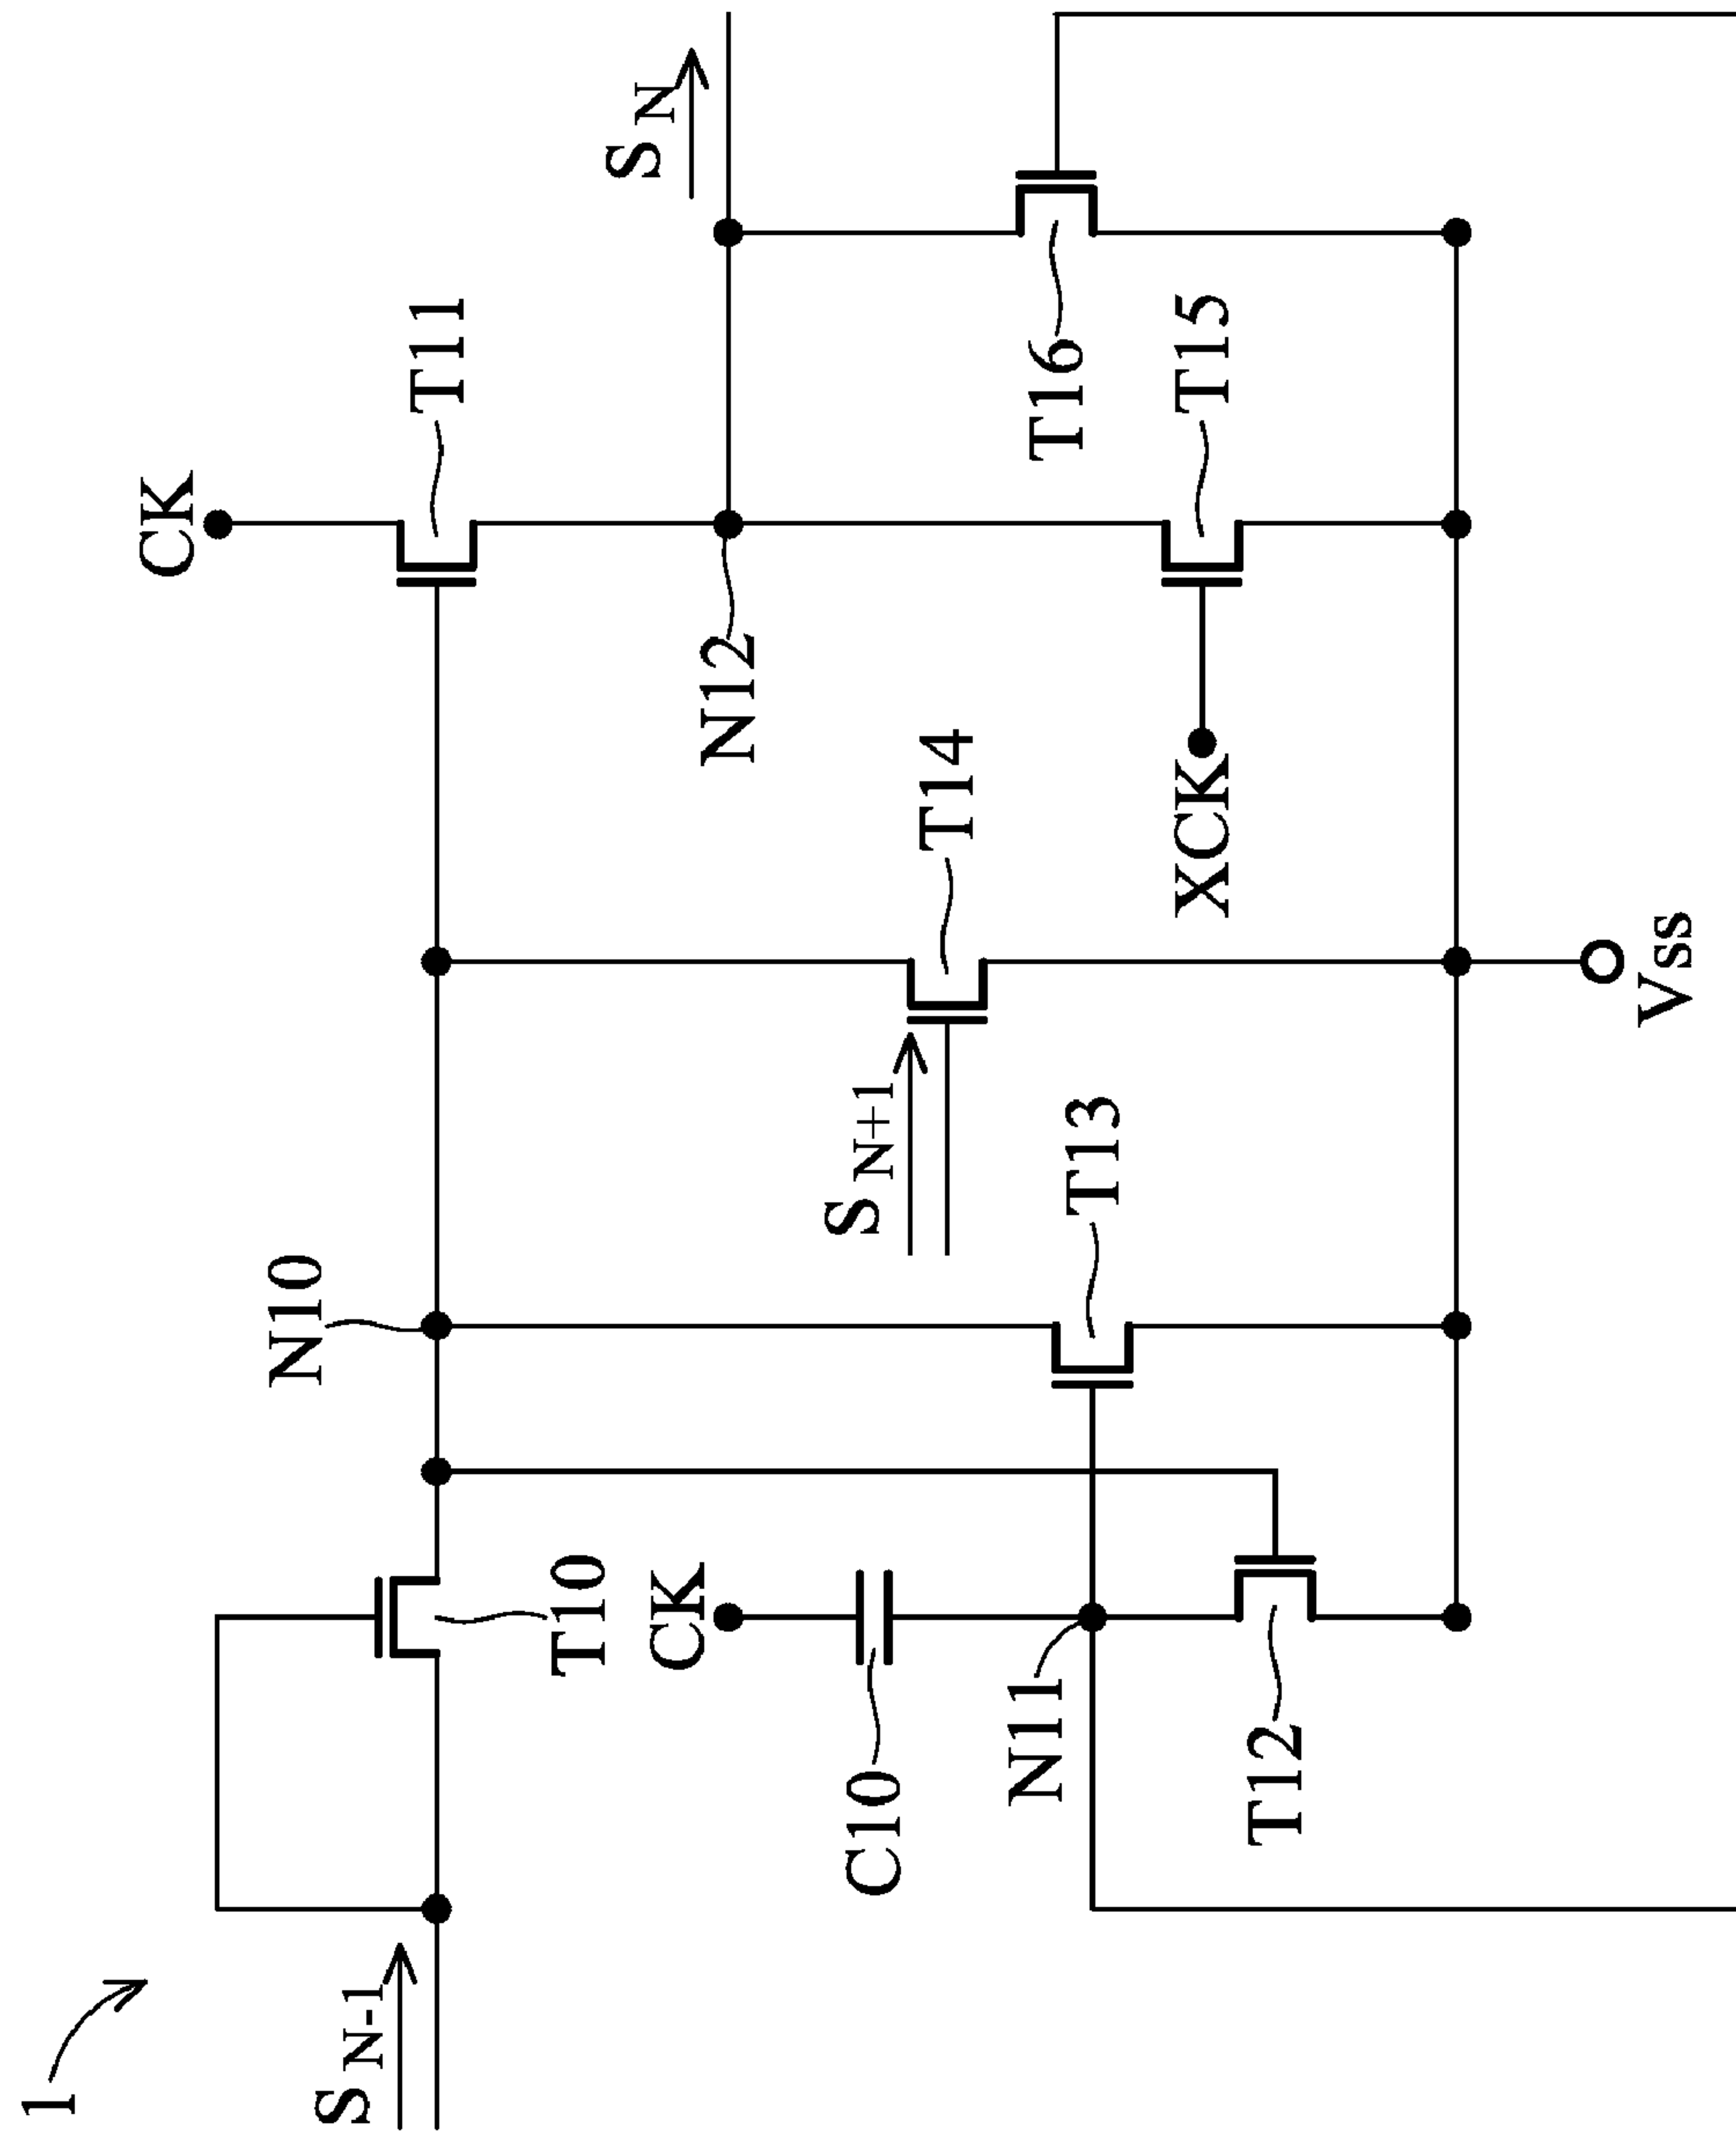 1
CK
S N-1
N10
T11
T10
S N
CK
N12
C10
S N+1
T14
N11
T13
T16
T12
XCK
T15
Vss